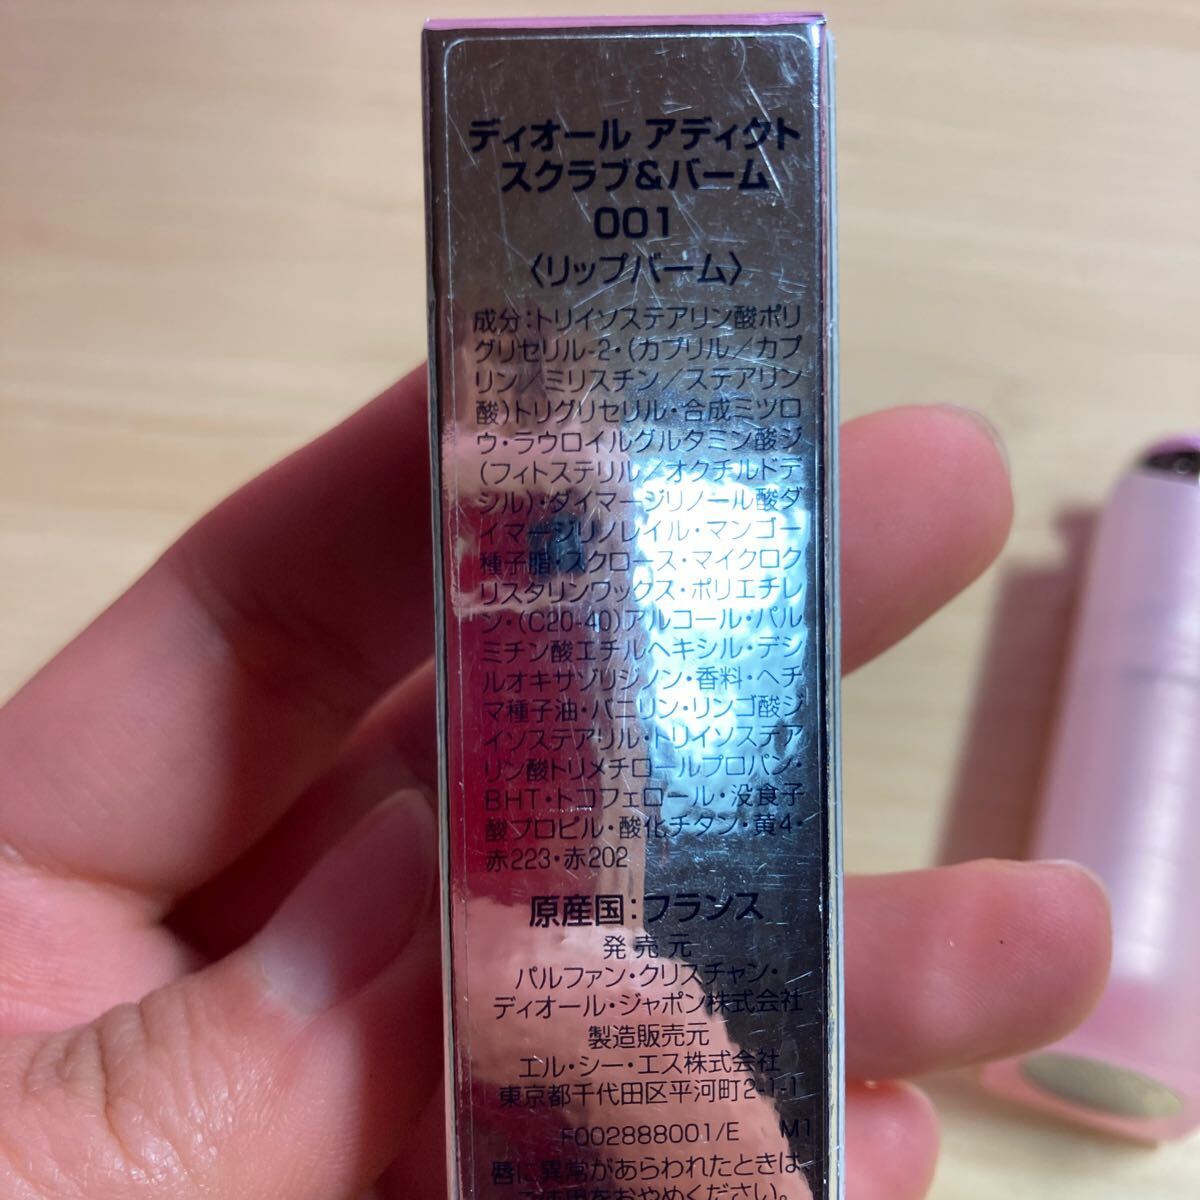 ディオール アディクト
スクラブ&バーム
001
〈リップバーム〉
成分:トリイソステアリン酸ポリ
グリセリル-2・(カプリル/カプ
リン/ミリスチン/ステアリン
酸)トリグリセリル・合成ミツロ
ウ・ラウロイルグルタミン酸ジ
(フィトステリル/オクチルドデ
シル)・ダイマージリノール酸ダ
イマージリノレイル・マンゴー
種子脂・スクロース・マイクロク
リスタリンワックス・ポリエチレ
ン・(C20-40)アルコール・パル
ミチン酸エチルヘキシル・デシ
ルオキサゾリジノン・香料・ヘチ
マ種子油・バニリン・リンゴ酸ジ
イソステアリル・トリイソステア
リン酸トリメチロールプロパン・
BHT・トコフェロール・没食子
酸プロピル・酸化チタン・黄4・
赤223・赤202
原産国:フランス
発売元
パルファン・クリスチャン・
ディオール・ジャポン株式会社
製造販売元
エル・シー・エス株式会社
東京都千代田区平河町2-1-1
F002888001/E M1
唇に異常があらわれたときは、
ご使用をおやめください。